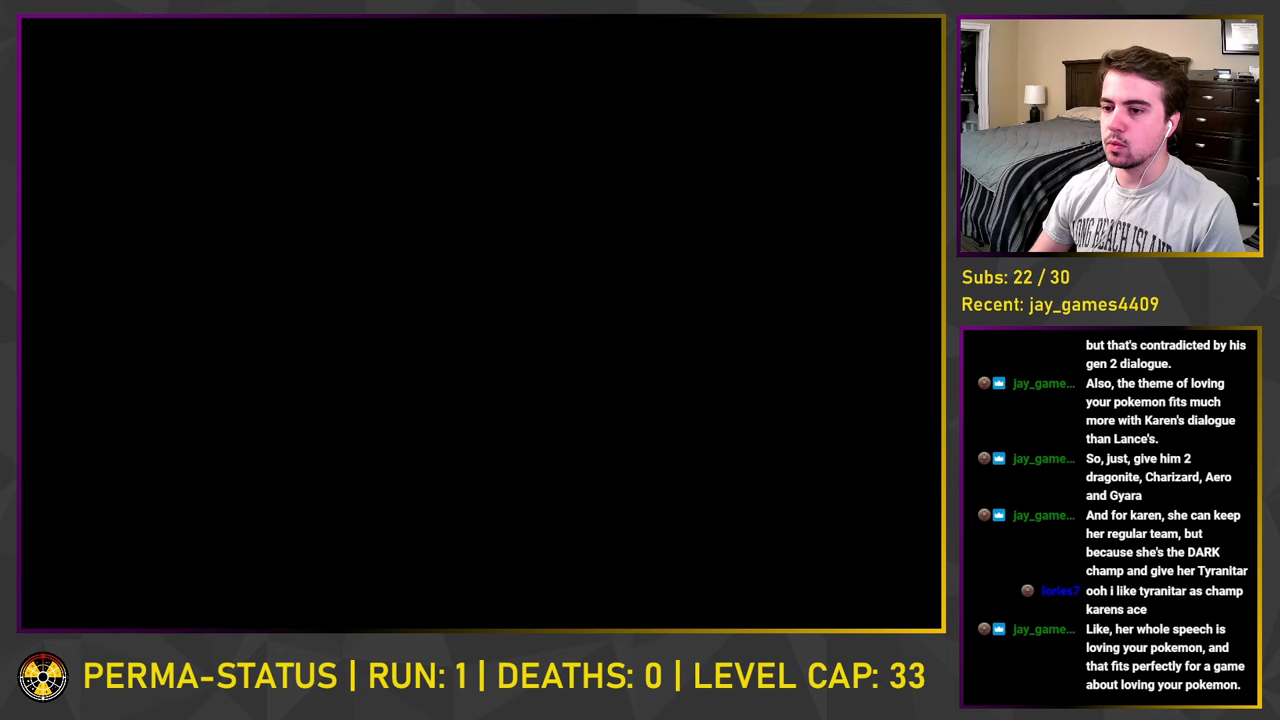 LONG BEACH ISLAND
Subs: 22 / 30
Recent: jay_games4409
but that's contradicted by his
gen 2 dialogue.
jay_game... Also, the theme of loving
your pokemon fits much
more with Karen's dialogue
than Lance's.
jay_game... So, just, give him 2
dragonite, Charizard, Aero
and Gyara
jay_game... And for karen, she can keep
her regular team, but
because she's the DARK
champ and give her Tyranitar
lories7 ooh i like tyranitar as champ
karens ace
jay_game... Like, her whole speech is
loving your pokemon, and
that fits perfectly for a game
about loving your pokemon.
PERMA-STATUS | RUN: 1 | DEATHS: 0 | LEVEL CAP: 33